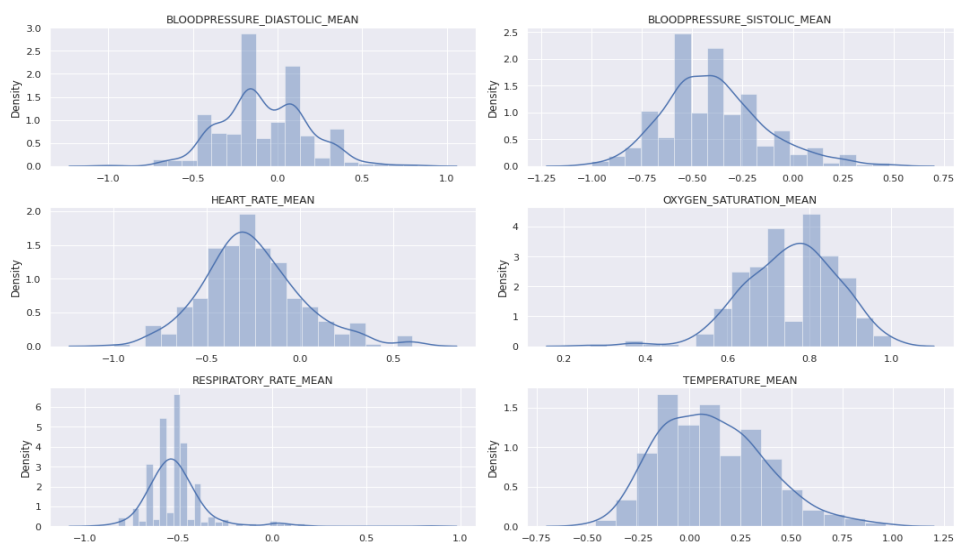 BLOODPRESSURE_DIASTOLIC_MEAN
Density
3.0
2.5
2.0
1.5
1.0
0.5
0.0
−1.0 −0.5 0.0 0.5 1.0
BLOODPRESSURE_SISTOLIC_MEAN
Density
2.5
2.0
1.5
1.0
0.5
0.0
−1.25 −1.00 −0.75 −0.50 −0.25 0.00 0.25 0.50 0.75
HEART_RATE_MEAN
Density
2.0
1.5
1.0
0.5
0.0
−1.0 −0.5 0.0 0.5
OXYGEN_SATURATION_MEAN
Density
4
3
2
1
0
0.2 0.4 0.6 0.8 1.0
RESPIRATORY_RATE_MEAN
Density
6
5
4
3
2
1
0
−1.0 −0.5 0.0 0.5 1.0
TEMPERATURE_MEAN
Density
1.5
1.0
0.5
0.0
−0.75 −0.50 −0.25 0.00 0.25 0.50 0.75 1.00 1.25